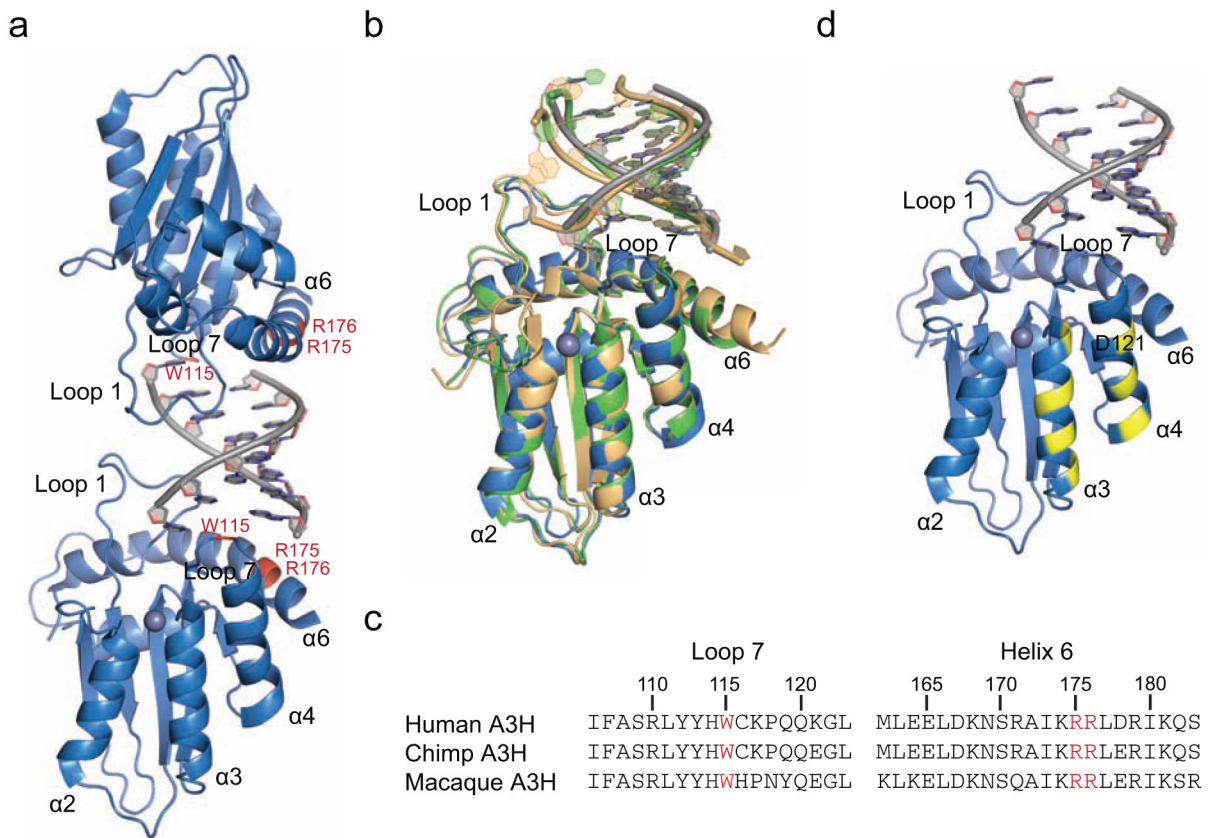 a
α6
R176
R175
Loop 7
W115
Loop 1
Loop 1
W115
R175
R176
Loop 7
α6
α4
α3
α2
b
Loop 1
Loop 7
α6
α4
α3
α2
d
Loop 1
Loop 7
D121
α6
α4
α3
α2
c
Loop 7 Helix 6
110 115 120 165 170 175 180
Human A3H IFASRLYYHWCKPQQKGL MLEELDKNSRAIKRRLDRIKQS
Chimp A3H IFASRLYYHWCKPQQEGL MLEELDKNSRAIKRRLERIKQS
Macaque A3H IFASRLYYHWHPNYQEGL KLKELDKNSQAIKRRLERIKSR